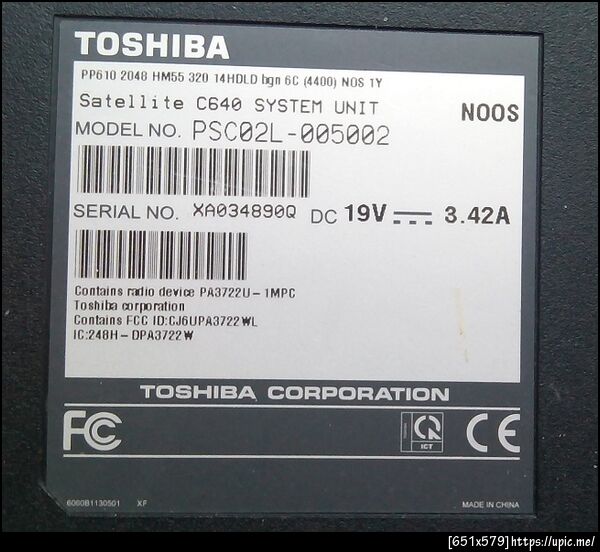 TOSHIBA
PP610 2048 HM55 320 14HDLD bgn 6C (4400) NOS 1Y
Satellite C640 SYSTEM UNIT NOOS
MODEL NO. PSC02L-005002
SERIAL NO. XA034890Q DC 19V 3.42A
Contains radio device PA3722U-1MPC
Toshiba corporation
Contains FCC ID:CJ6UPA3722WL
IC:248H-DPA3722W
TOSHIBA CORPORATION
FC ICT CE
6060B1130501 XF MADE IN CHINA
[651x579]https://upic.me/